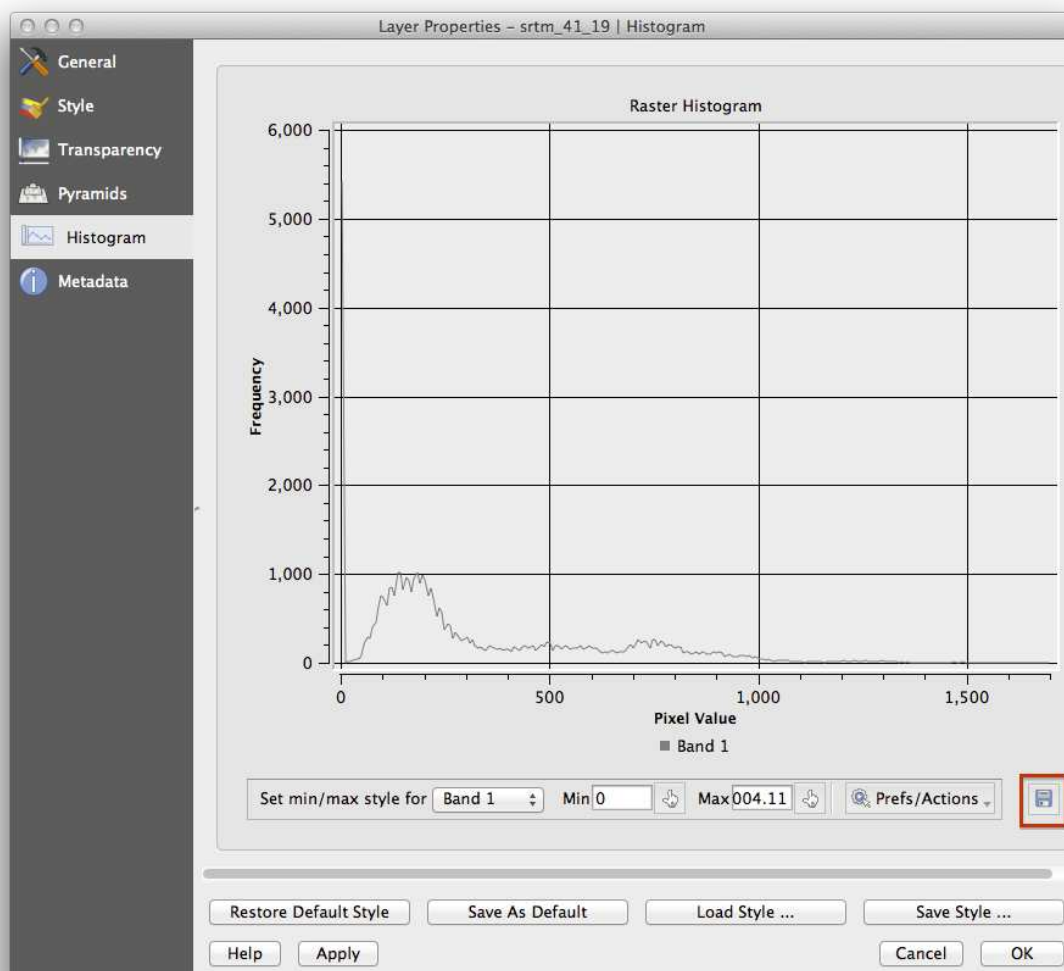 Layer Properties – srtm_41_19 | Histogram
General
Style
Transparency
Pyramids
Histogram
Metadata
Raster Histogram
6,000
5,000
4,000
3,000
2,000
1,000
0
Frequency
0 500 1,000 1,500
Pixel Value
Band 1
Set min/max style for Band 1 Min 0 Max 004.11 Prefs/Actions
Restore Default Style Save As Default Load Style ... Save Style ...
Help Apply Cancel OK